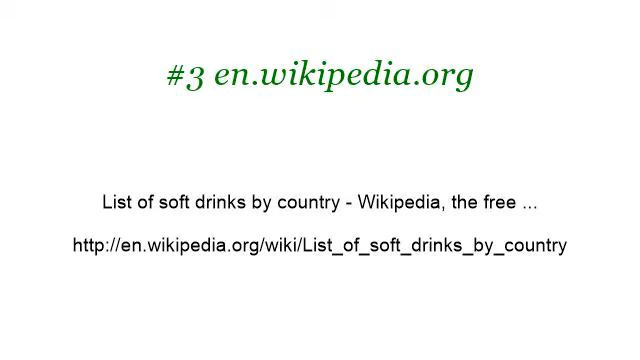 #3 en.wikipedia.org
List of soft drinks by country - Wikipedia, the free ...
http://en.wikipedia.org/wiki/List_of_soft_drinks_by_country